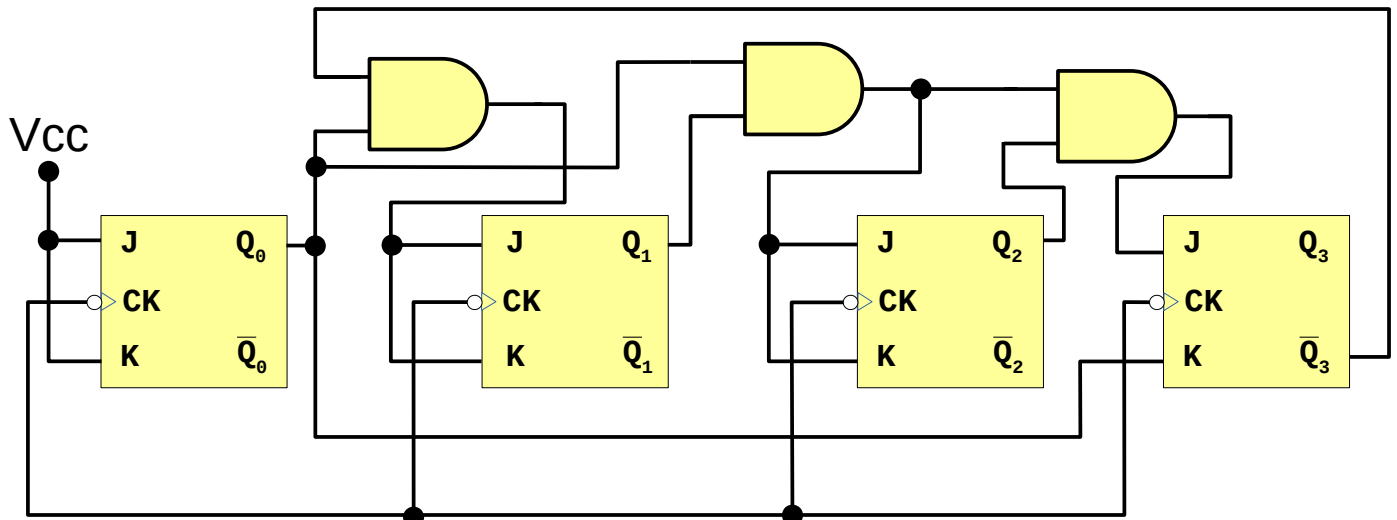 Vcc
J Q₀
CK
K Q̅₀
J Q₁
CK
K Q̅₁
J Q₂
CK
K Q̅₂
J Q₃
CK
K Q̅₃